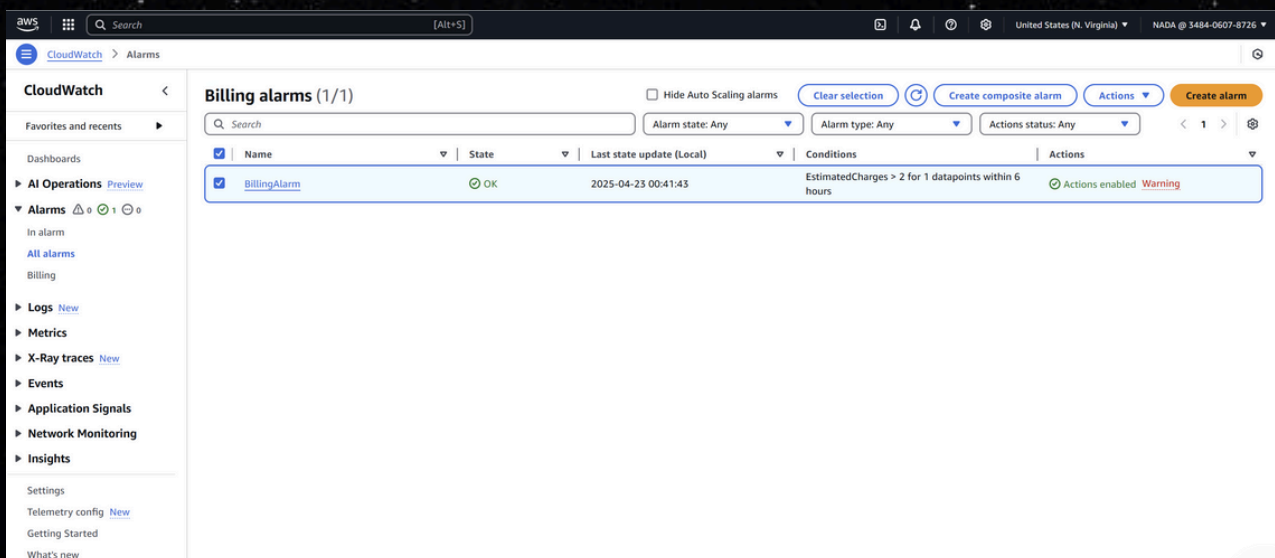 aws
Search [Alt+S] United States (N. Virginia) ▼ NADA @ 3484-0607-8726 ▼
CloudWatch > Alarms
CloudWatch
Favorites and recents
Dashboards
AI Operations Preview
Alarms 0 1 0
In alarm
All alarms
Billing
Logs New
Metrics
X-Ray traces New
Events
Application Signals
Network Monitoring
Insights
Settings
Telemetry config New
Getting Started
What's new
Billing alarms (1/1)
Hide Auto Scaling alarms Clear selection Create composite alarm Actions ▼ Create alarm
Search Alarm state: Any Alarm type: Any Actions status: Any < 1 >
Name State Last state update (Local) Conditions Actions
BillingAlarm OK 2025-04-23 00:41:43 EstimatedCharges > 2 for 1 datapoints within 6 Actions enabled Warning
hours